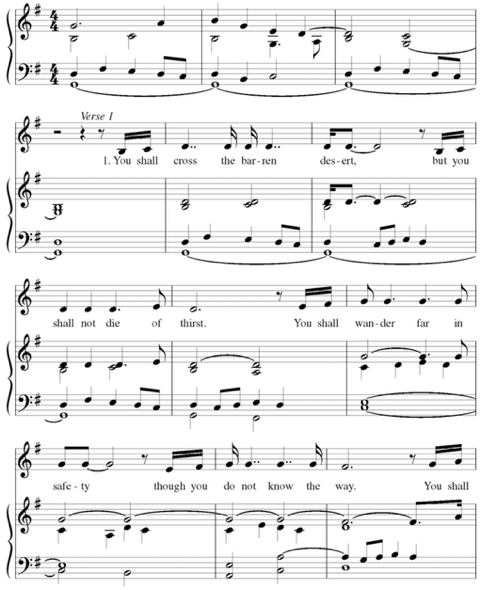 Verse 1
1. You shall cross the bar - ren des - ert, but you
shall not die of thirst. You shall wan - der far in
safe - ty though you do not know the way. You shall